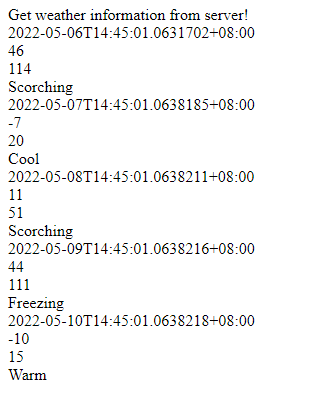 Get weather information from server!
2022-05-06T14:45:01.0631702+08:00
46
114
Scorching
2022-05-07T14:45:01.0638185+08:00
-7
20
Cool
2022-05-08T14:45:01.0638211+08:00
11
51
Scorching
2022-05-09T14:45:01.0638216+08:00
44
111
Freezing
2022-05-10T14:45:01.0638218+08:00
-10
15
Warm